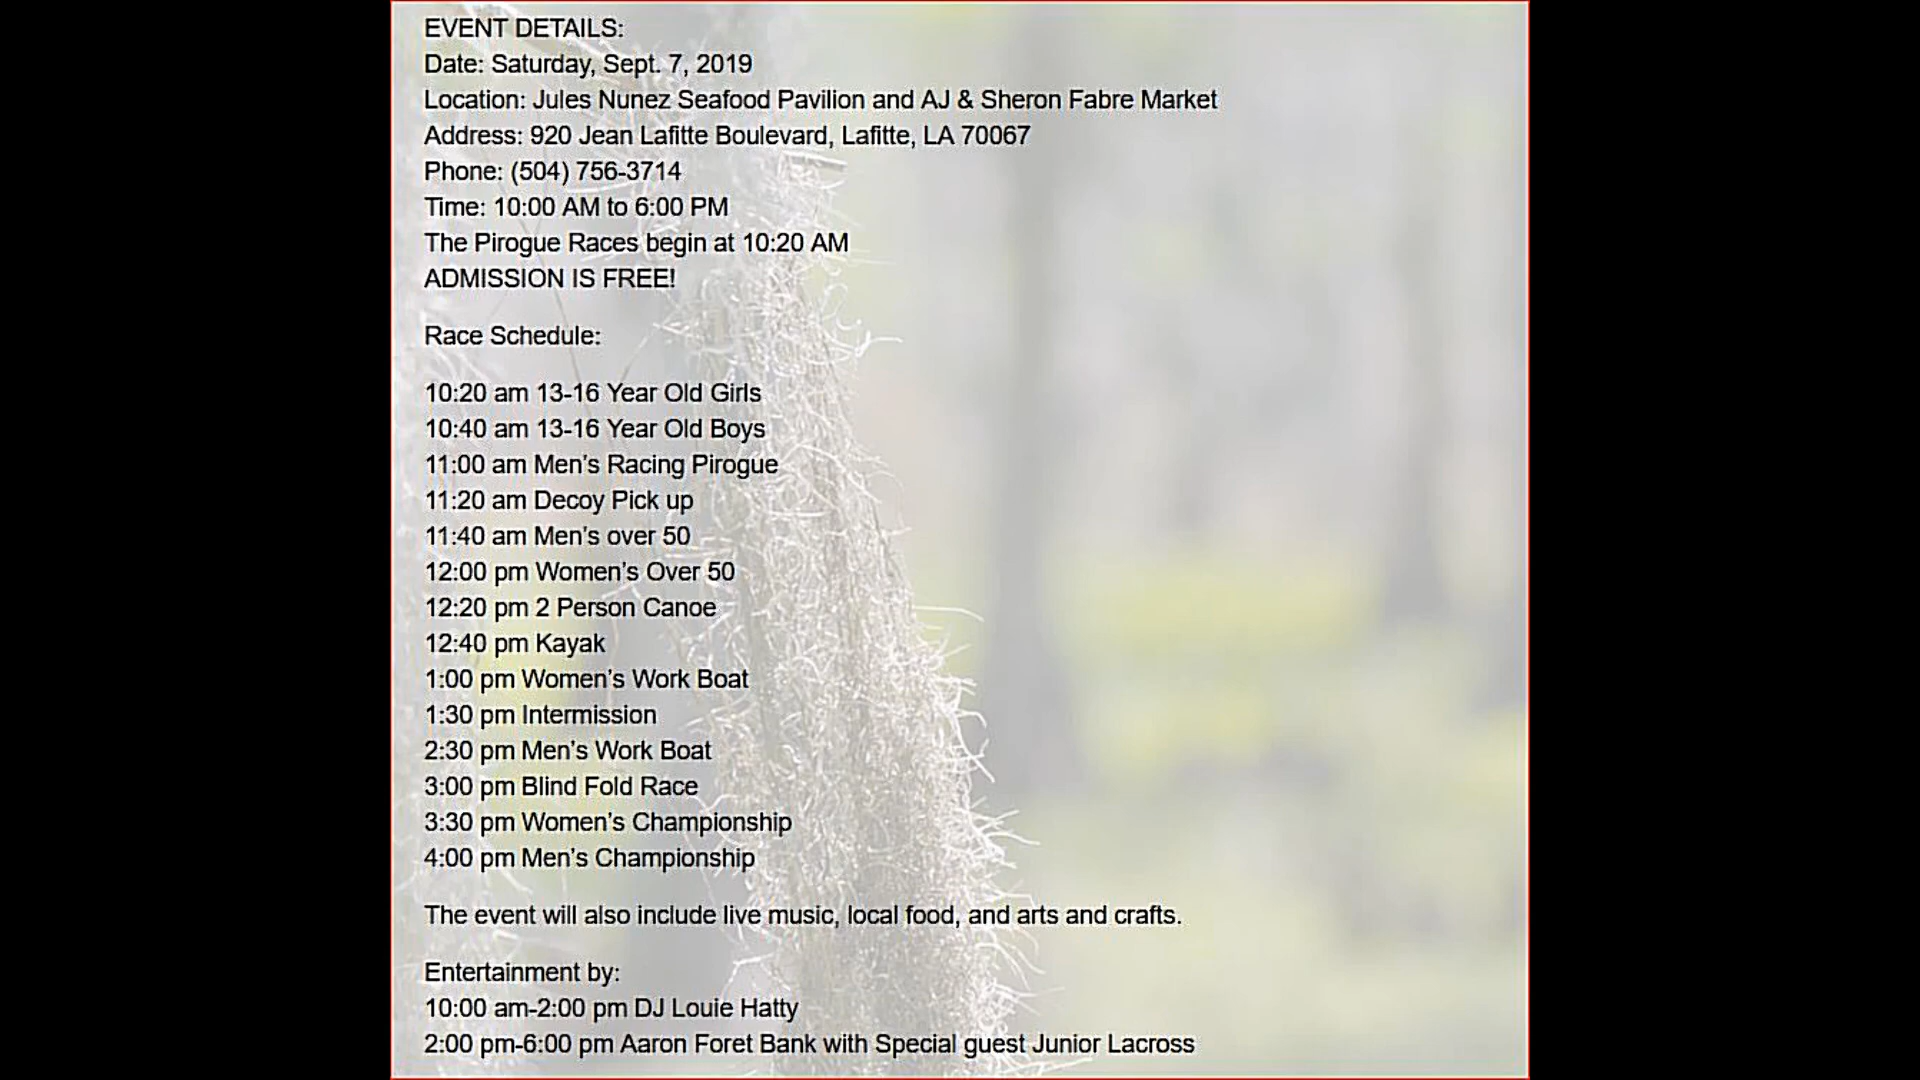 EVENT DETAILS:
Date: Saturday, Sept. 7, 2019
Location: Jules Nunez Seafood Pavilion and AJ & Sheron Fabre Market
Address: 920 Jean Lafitte Boulevard, Lafitte, LA 70067
Phone: (504) 756-3714
Time: 10:00 AM to 6:00 PM
The Pirogue Races begin at 10:20 AM
ADMISSION IS FREE!
Race Schedule:
10:20 am 13-16 Year Old Girls
10:40 am 13-16 Year Old Boys
11:00 am Men’s Racing Pirogue
11:20 am Decoy Pick up
11:40 am Men’s over 50
12:00 pm Women’s Over 50
12:20 pm 2 Person Canoe
12:40 pm Kayak
1:00 pm Women’s Work Boat
1:30 pm Intermission
2:30 pm Men’s Work Boat
3:00 pm Blind Fold Race
3:30 pm Women’s Championship
4:00 pm Men’s Championship
The event will also include live music, local food, and arts and crafts.
Entertainment by:
10:00 am-2:00 pm DJ Louie Hatty
2:00 pm-6:00 pm Aaron Foret Bank with Special guest Junior Lacross